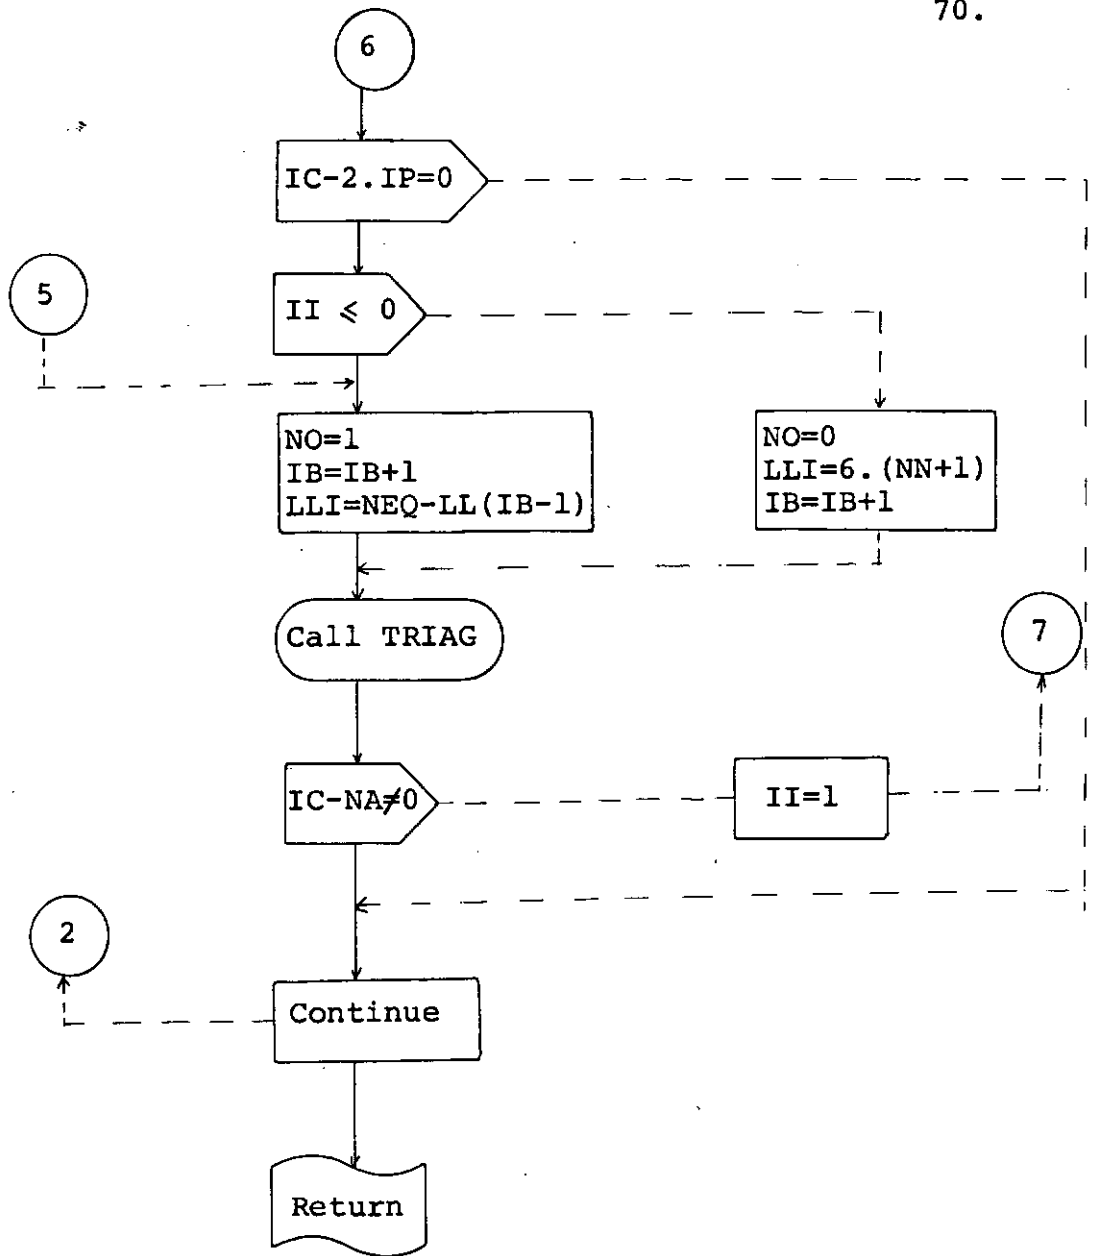 70.
6
IC-2.IP=0
5
II ⩽ 0
NO=1
IB=IB+1
LLI=NEQ-LL(IB-1)
NO=0
LLI=6.(NN+1)
IB=IB+1
Call TRIAG
7
IC-NA≠0
II=1
2
Continue
Return